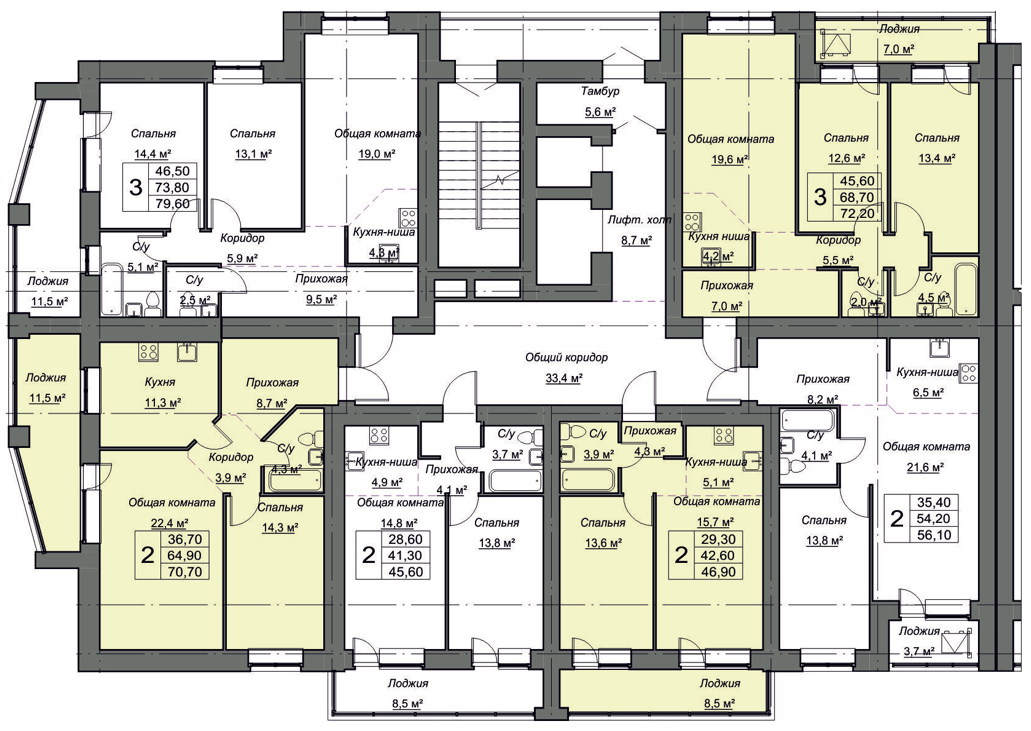 Лоджия
7,0 м²
Тамбур
5,6 м²
Спальня
14,4 м²
3
46,50
73,80
79,60
Спальня
13,1 м²
Общая комната
19,0 м²
Кухня-ниша
4,3 м²
С/у
5,1 м²
Коридор
5,9 м²
С/у
2,5 м²
Прихожая
9,5 м²
Лоджия
11,5 м²
Лифт. холл
8,7 м²
Общая комната
19,6 м²
Кухня ниша
4,2 м²
Спальня
12,6 м²
Спальня
13,4 м²
3
45,60
68,70
72,20
Коридор
5,5 м²
Прихожая
7,0 м²
С/у
2,0 м²
С/у
4,5 м²
Общий коридор
33,4 м²
Лоджия
11,5 м²
Кухня
11,3 м²
Прихожая
8,7 м²
С/у
4,3 м²
Коридор
3,9 м²
Общая комната
22,4 м²
2
36,70
64,90
70,70
Спальня
14,3 м²
Кухня-ниша
4,9 м²
Прихожая
4,1 м²
С/у
3,7 м²
Общая комната
14,8 м²
2
28,60
41,30
45,60
Спальня
13,8 м²
Лоджия
8,5 м²
С/у
3,9 м²
Прихожая
4,3 м²
Кухня-ниша
5,1 м²
Спальня
13,6 м²
Общая комната
15,7 м²
2
29,30
42,60
46,90
Лоджия
8,5 м²
Прихожая
8,2 м²
Кухня-ниша
6,5 м²
С/у
4,1 м²
Общая комната
21,6 м²
2
35,40
54,20
56,10
Спальня
13,8 м²
Лоджия
3,7 м²